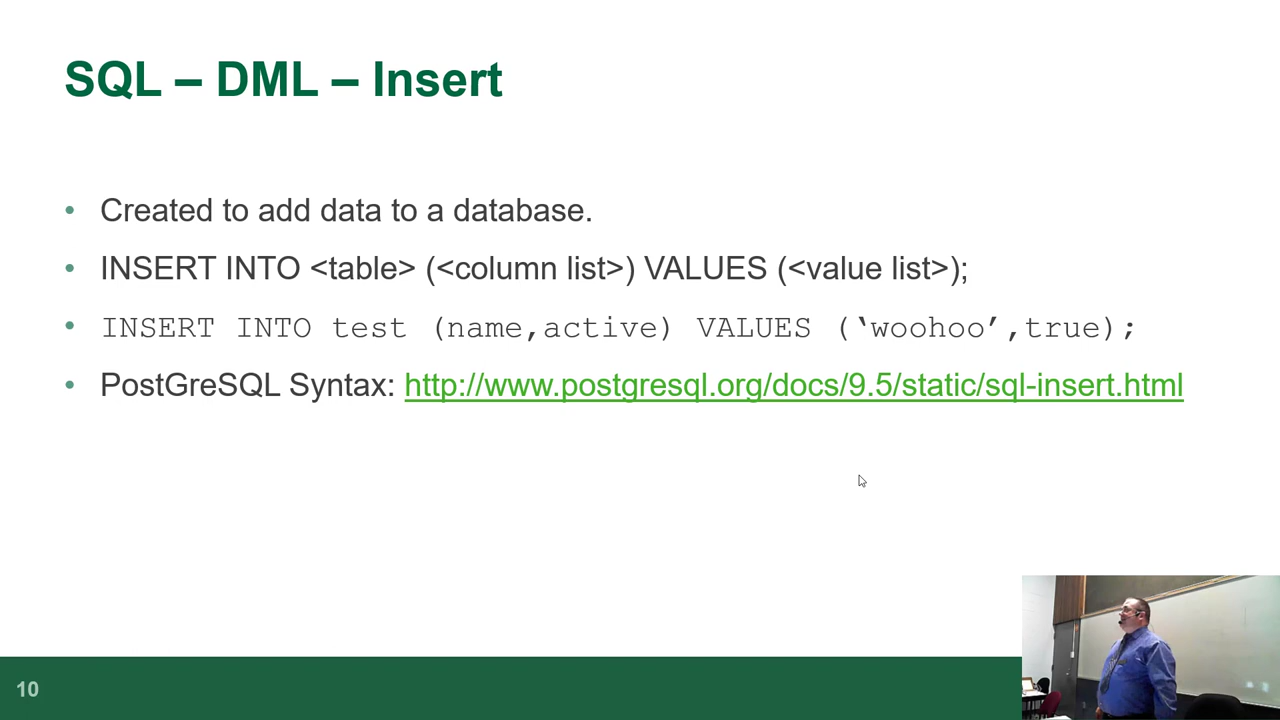 SQL – DML – Insert
• Created to add data to a database.
• INSERT INTO <table> (<column list>) VALUES (<value list>);
• INSERT INTO test (name,active) VALUES (‘woohoo’,true);
• PostGreSQL Syntax: http://www.postgresql.org/docs/9.5/static/sql-insert.html
10